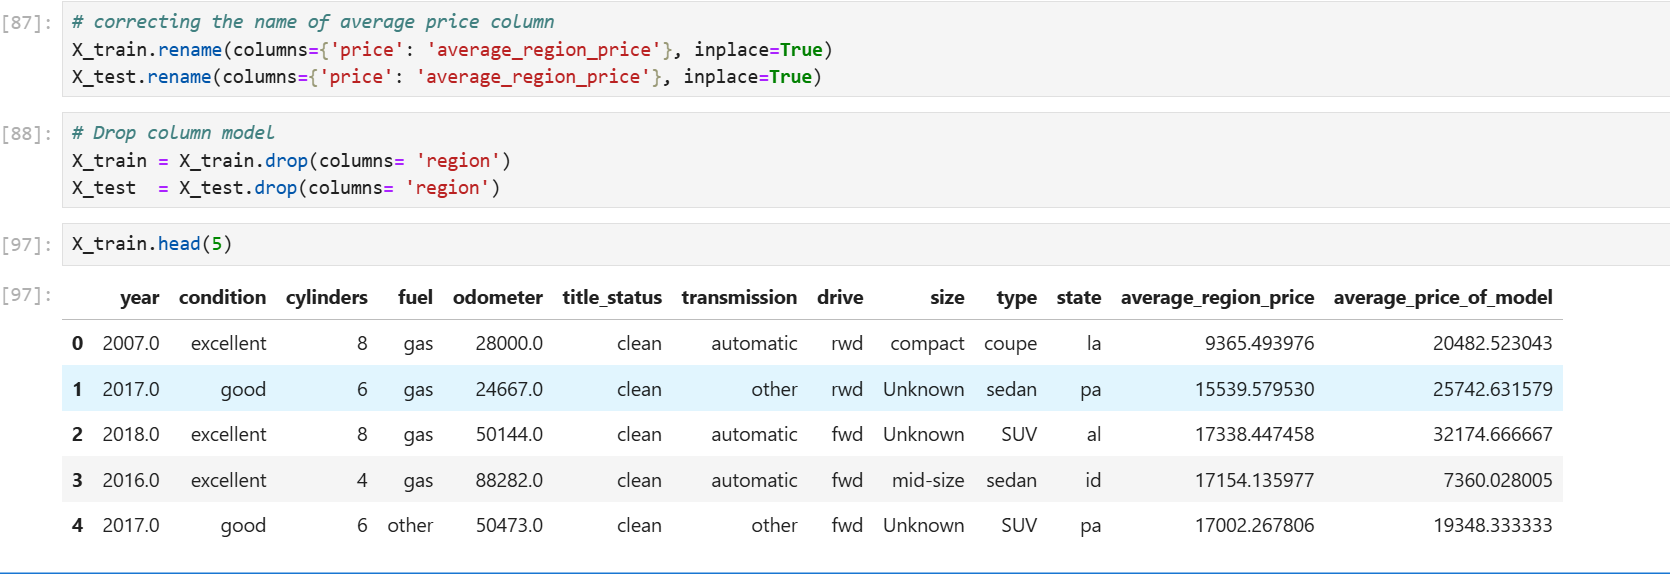 [87]: # correcting the name of average price column
X_train.rename(columns={'price': 'average_region_price'}, inplace=True)
X_test.rename(columns={'price': 'average_region_price'}, inplace=True)
[88]: # Drop column model
X_train = X_train.drop(columns= 'region')
X_test  = X_test.drop(columns= 'region')
[97]: X_train.head(5)
[97]: year condition cylinders fuel odometer title_status transmission drive size type state average_region_price average_price_of_model
0 2007.0 excellent 8 gas 28000.0 clean automatic rwd compact coupe la 9365.493976 20482.523043
1 2017.0 good 6 gas 24667.0 clean other rwd Unknown sedan pa 15539.579530 25742.631579
2 2018.0 excellent 8 gas 50144.0 clean automatic fwd Unknown SUV al 17338.447458 32174.666667
3 2016.0 excellent 4 gas 88282.0 clean automatic fwd mid-size sedan id 17154.135977 7360.028005
4 2017.0 good 6 other 50473.0 clean other fwd Unknown SUV pa 17002.267806 19348.333333